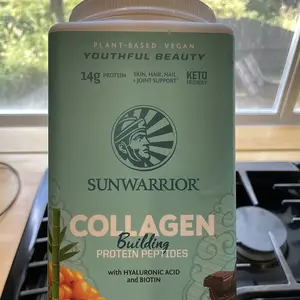 PLANT-BASED VEGAN
YOUTHFUL BEAUTY
14g PROTEIN
SKIN, HAIR, NAIL
+ JOINT SUPPORT*
KETO
FRIENDLY
SUNWARRIOR®
COLLAGEN
Building
PROTEIN PEPTIDES
with HYALURONIC ACID
and BIOTIN